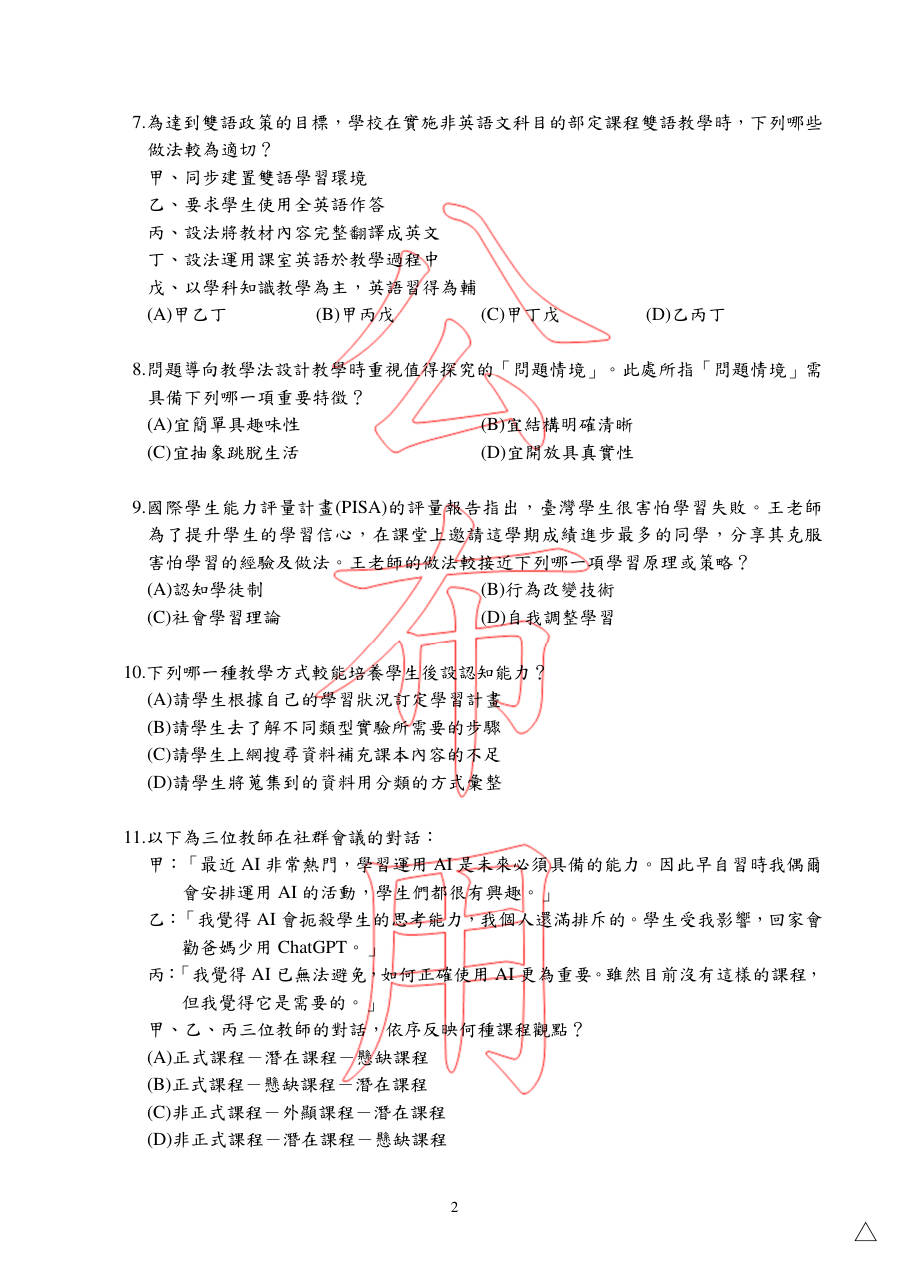 7.為達到雙語政策的目標，學校在實施非英語文科目的部定課程雙語教學時，下列哪些
做法較為適切？
甲、同步建置雙語學習環境
乙、要求學生使用全英語作答
丙、設法將教材內容完整翻譯成英文
丁、設法運用課室英語於教學過程中
戊、以學科知識教學為主，英語習得為輔
(A)甲乙丁 (B)甲丙戊 (C)甲丁戊 (D)乙丙丁
8.問題導向教學法設計教學時重視值得探究的「問題情境」。此處所指「問題情境」需
具備下列哪一項重要特徵？
(A)宜簡單具趣味性 (B)宜結構明確清晰
(C)宜抽象跳脫生活 (D)宜開放具真實性
9.國際學生能力評量計畫(PISA)的評量報告指出，臺灣學生很害怕學習失敗。王老師
為了提升學生的學習信心，在課堂上邀請這學期成績進步最多的同學，分享其克服
害怕學習的經驗及做法。王老師的做法較接近下列哪一項學習原理或策略？
(A)認知學徒制 (B)行為改變技術
(C)社會學習理論 (D)自我調整學習
10.下列哪一種教學方式較能培養學生後設認知能力？
(A)請學生根據自己的學習狀況訂定學習計畫
(B)請學生去了解不同類型實驗所需要的步驟
(C)請學生上網搜尋資料補充課本內容的不足
(D)請學生將蒐集到的資料用分類的方式彙整
11.以下為三位教師在社群會議的對話：
甲：「最近 AI 非常熱門，學習運用 AI 是未來必須具備的能力。因此早自習時我偶爾
會安排運用 AI 的活動，學生們都很有興趣。」
乙：「我覺得 AI 會扼殺學生的思考能力，我個人還滿排斥的。學生受我影響，回家會
勸爸媽少用 ChatGPT。」
丙：「我覺得 AI 已無法避免，如何正確使用 AI 更為重要。雖然目前沒有這樣的課程，
但我覺得它是需要的。」
甲、乙、丙三位教師的對話，依序反映何種課程觀點？
(A)正式課程－潛在課程－懸缺課程
(B)正式課程－懸缺課程－潛在課程
(C)非正式課程－外顯課程－潛在課程
(D)非正式課程－潛在課程－懸缺課程
公布用
2